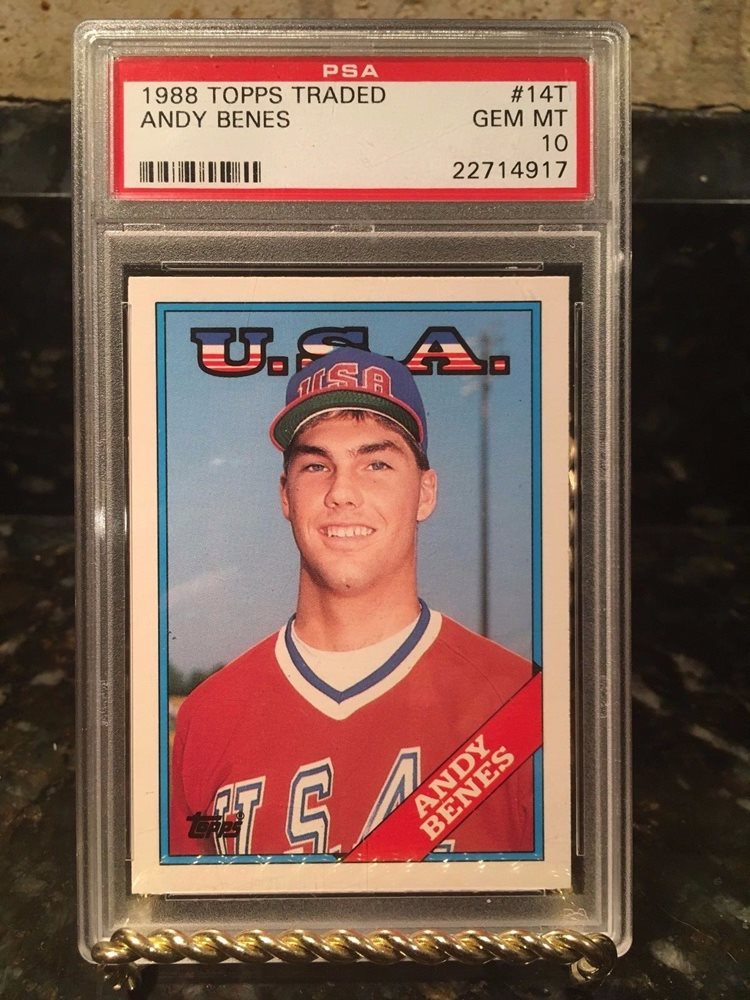 PSA
1988 TOPPS TRADED #14T
ANDY BENES GEM MT
10
22714917
U.S.A.
USA
U.S.A.
ANDY
BENES
topps